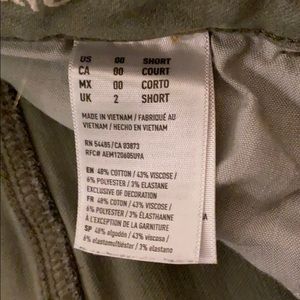 US 00 SHORT
CA 00 COURT
MX 00 CORTO
UK 2 SHORT
MADE IN VIETNAM / FABRIQUÉ AU
VIETNAM / HECHO EN VIETNAM
RN 54485 / CA 03873
RFC# AEM120605U9A
EN 48% COTTON / 43% VISCOSE /
6% POLYESTER / 3% ELASTANE
EXCLUSIVE OF DECORATION
FR 48% COTON / 43% VISCOSE /
6% POLYESTER / 3% ÉLASTHANNE
À L'EXCEPTION DE LA GARNITURE
SP 48% algodón / 43% viscosa /
6% elastomultiéster / 3% elastano